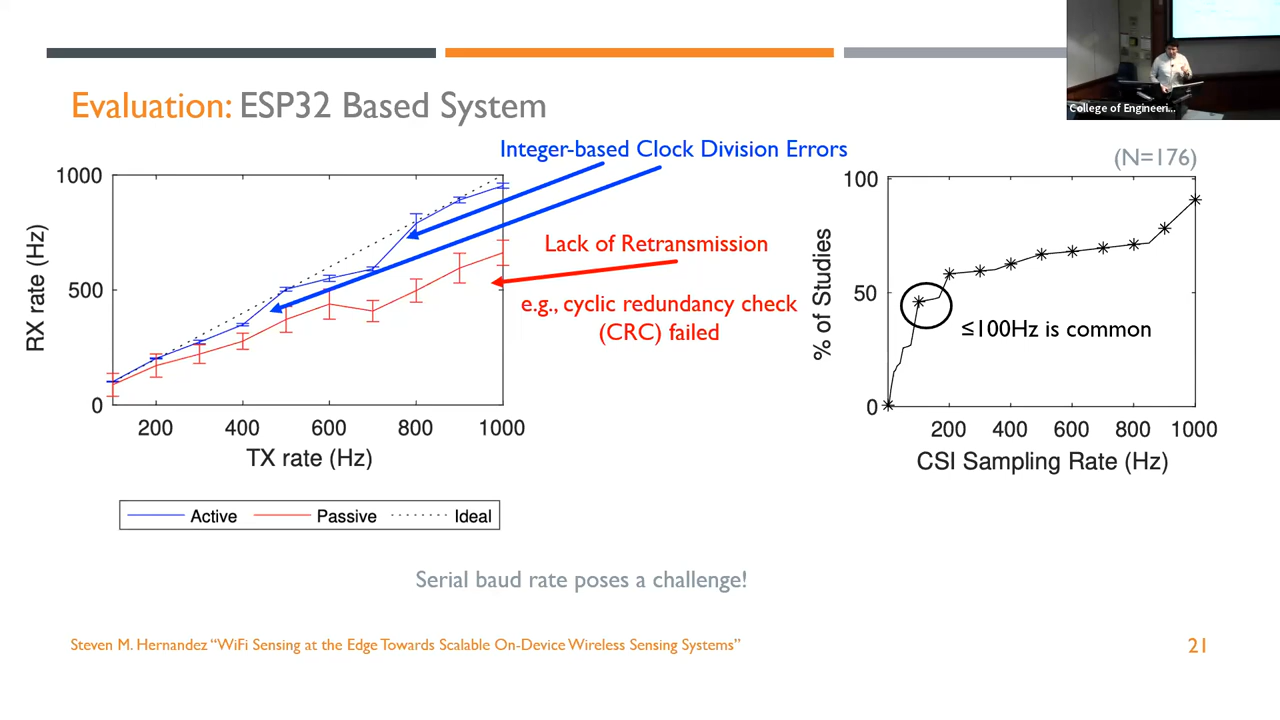 College of Engineeri...
Evaluation: ESP32 Based System
Integer-based Clock Division Errors
Lack of Retransmission
e.g., cyclic redundancy check
(CRC) failed
RX rate (Hz)
1000
500
0
200 400 600 800 1000
TX rate (Hz)
Active Passive Ideal
(N=176)
% of Studies
100
50
0
≤100Hz is common
200 400 600 800 1000
CSI Sampling Rate (Hz)
Serial baud rate poses a challenge!
Steven M. Hernandez “WiFi Sensing at the Edge Towards Scalable On-Device Wireless Sensing Systems”
21